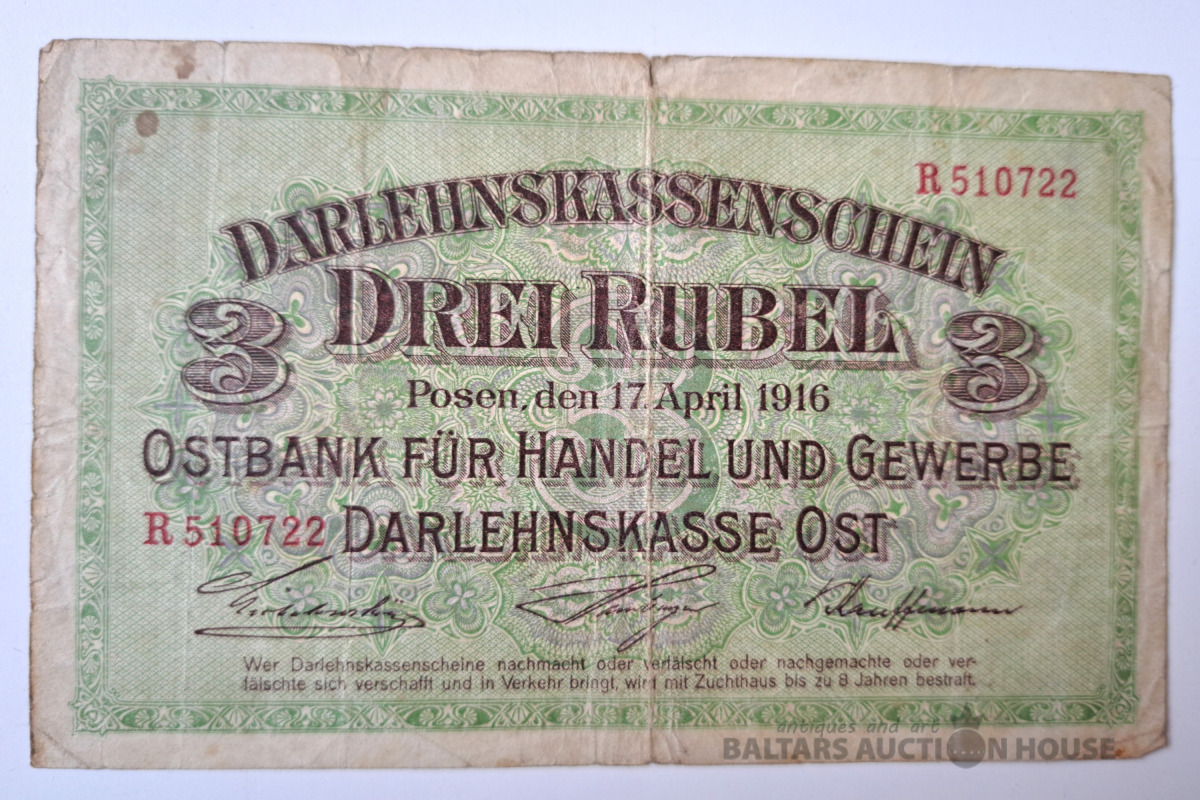 R 510722
DARLEHNSKASSENSCHEIN
3 DREI RUBEL 3
Posen, den 17. April 1916
OSTBANK FÜR HANDEL UND GEWERBE
R 510722 DARLEHNSKASSE OST
Kauffmann
Wer Darlehnskassenscheine nachmacht oder verfälscht oder nachgemachte oder ver-
fälschte sich verschafft und in Verkehr bringt, wird mit Zuchthaus bis zu 8 Jahren bestraft.
antiques and art
BALTARS AUCTION HOUSE